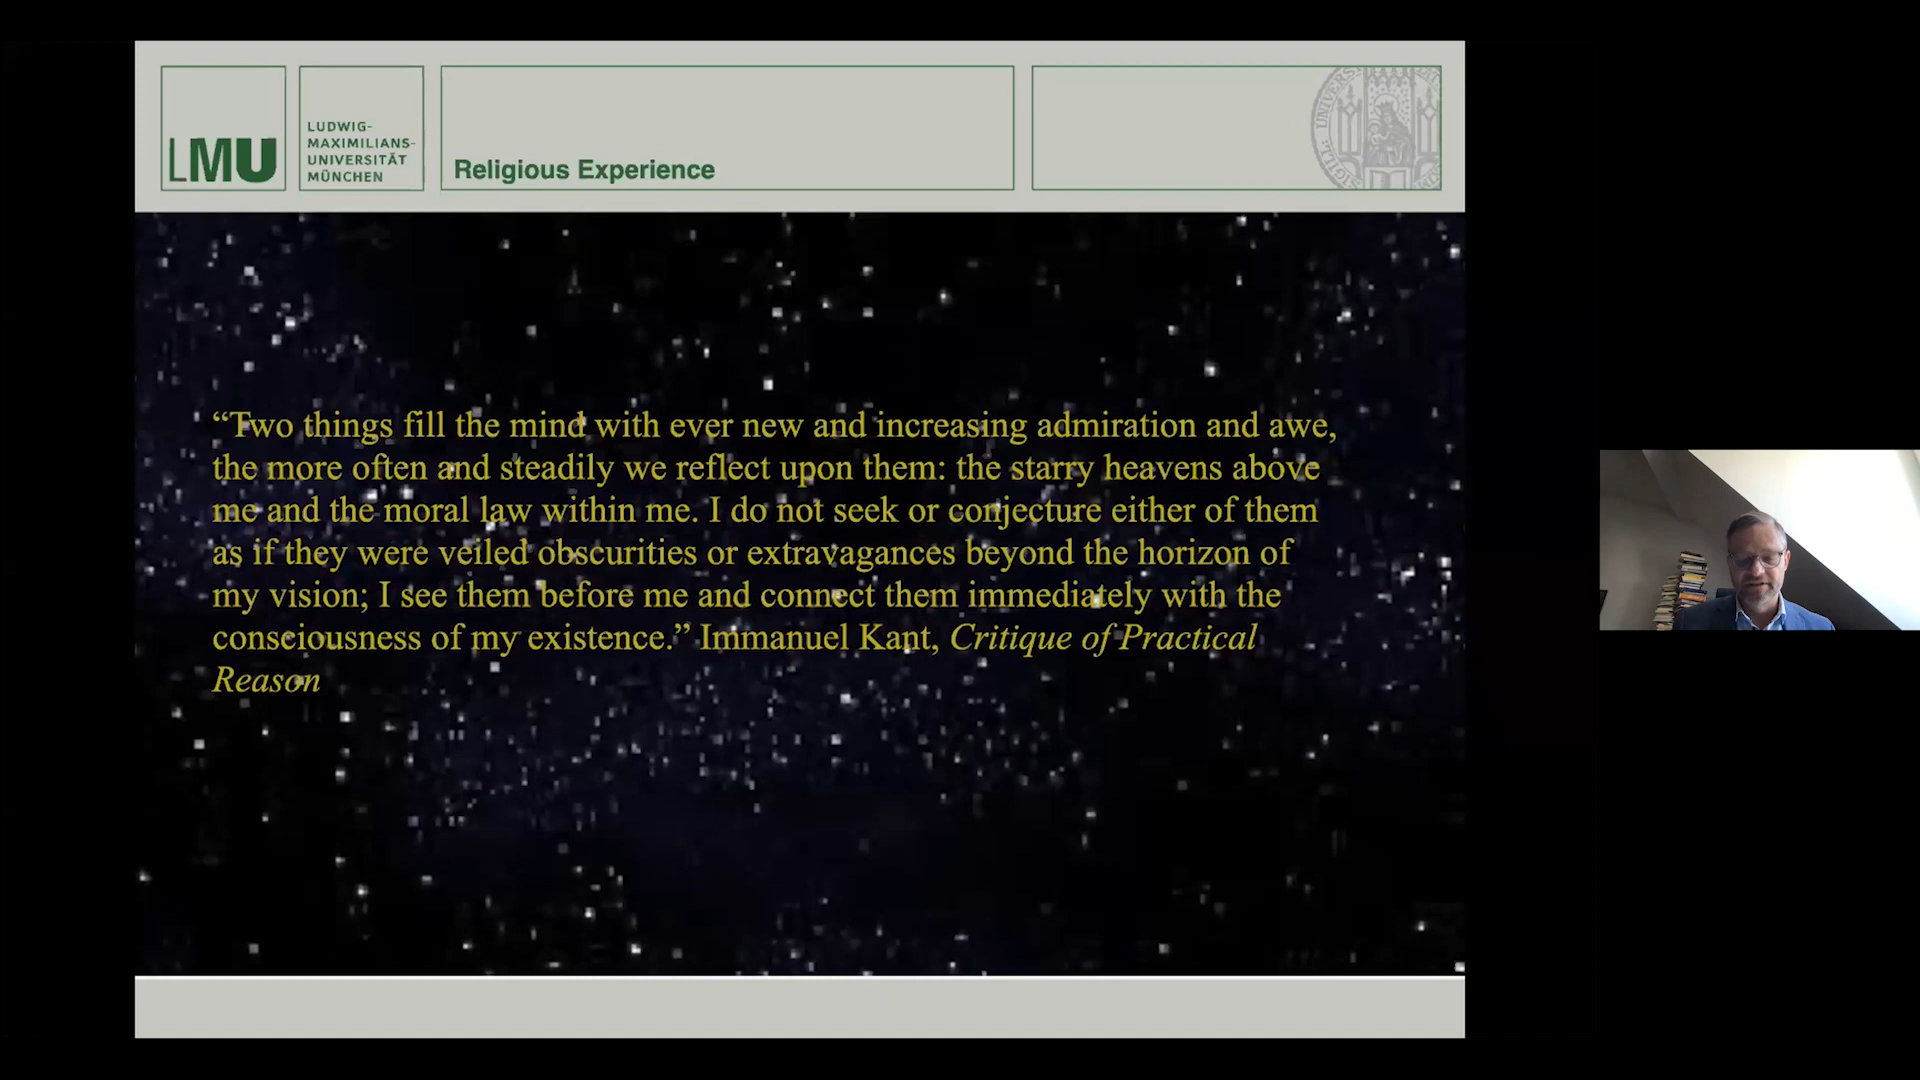 LMU
LUDWIG-
MAXIMILIANS-
UNIVERSITÄT
MÜNCHEN
Religious Experience
“Two things fill the mind with ever new and increasing admiration and awe,
the more often and steadily we reflect upon them: the starry heavens above
me and the moral law within me. I do not seek or conjecture either of them
as if they were veiled obscurities or extravagances beyond the horizon of
my vision; I see them before me and connect them immediately with the
consciousness of my existence.” Immanuel Kant, Critique of Practical
Reason